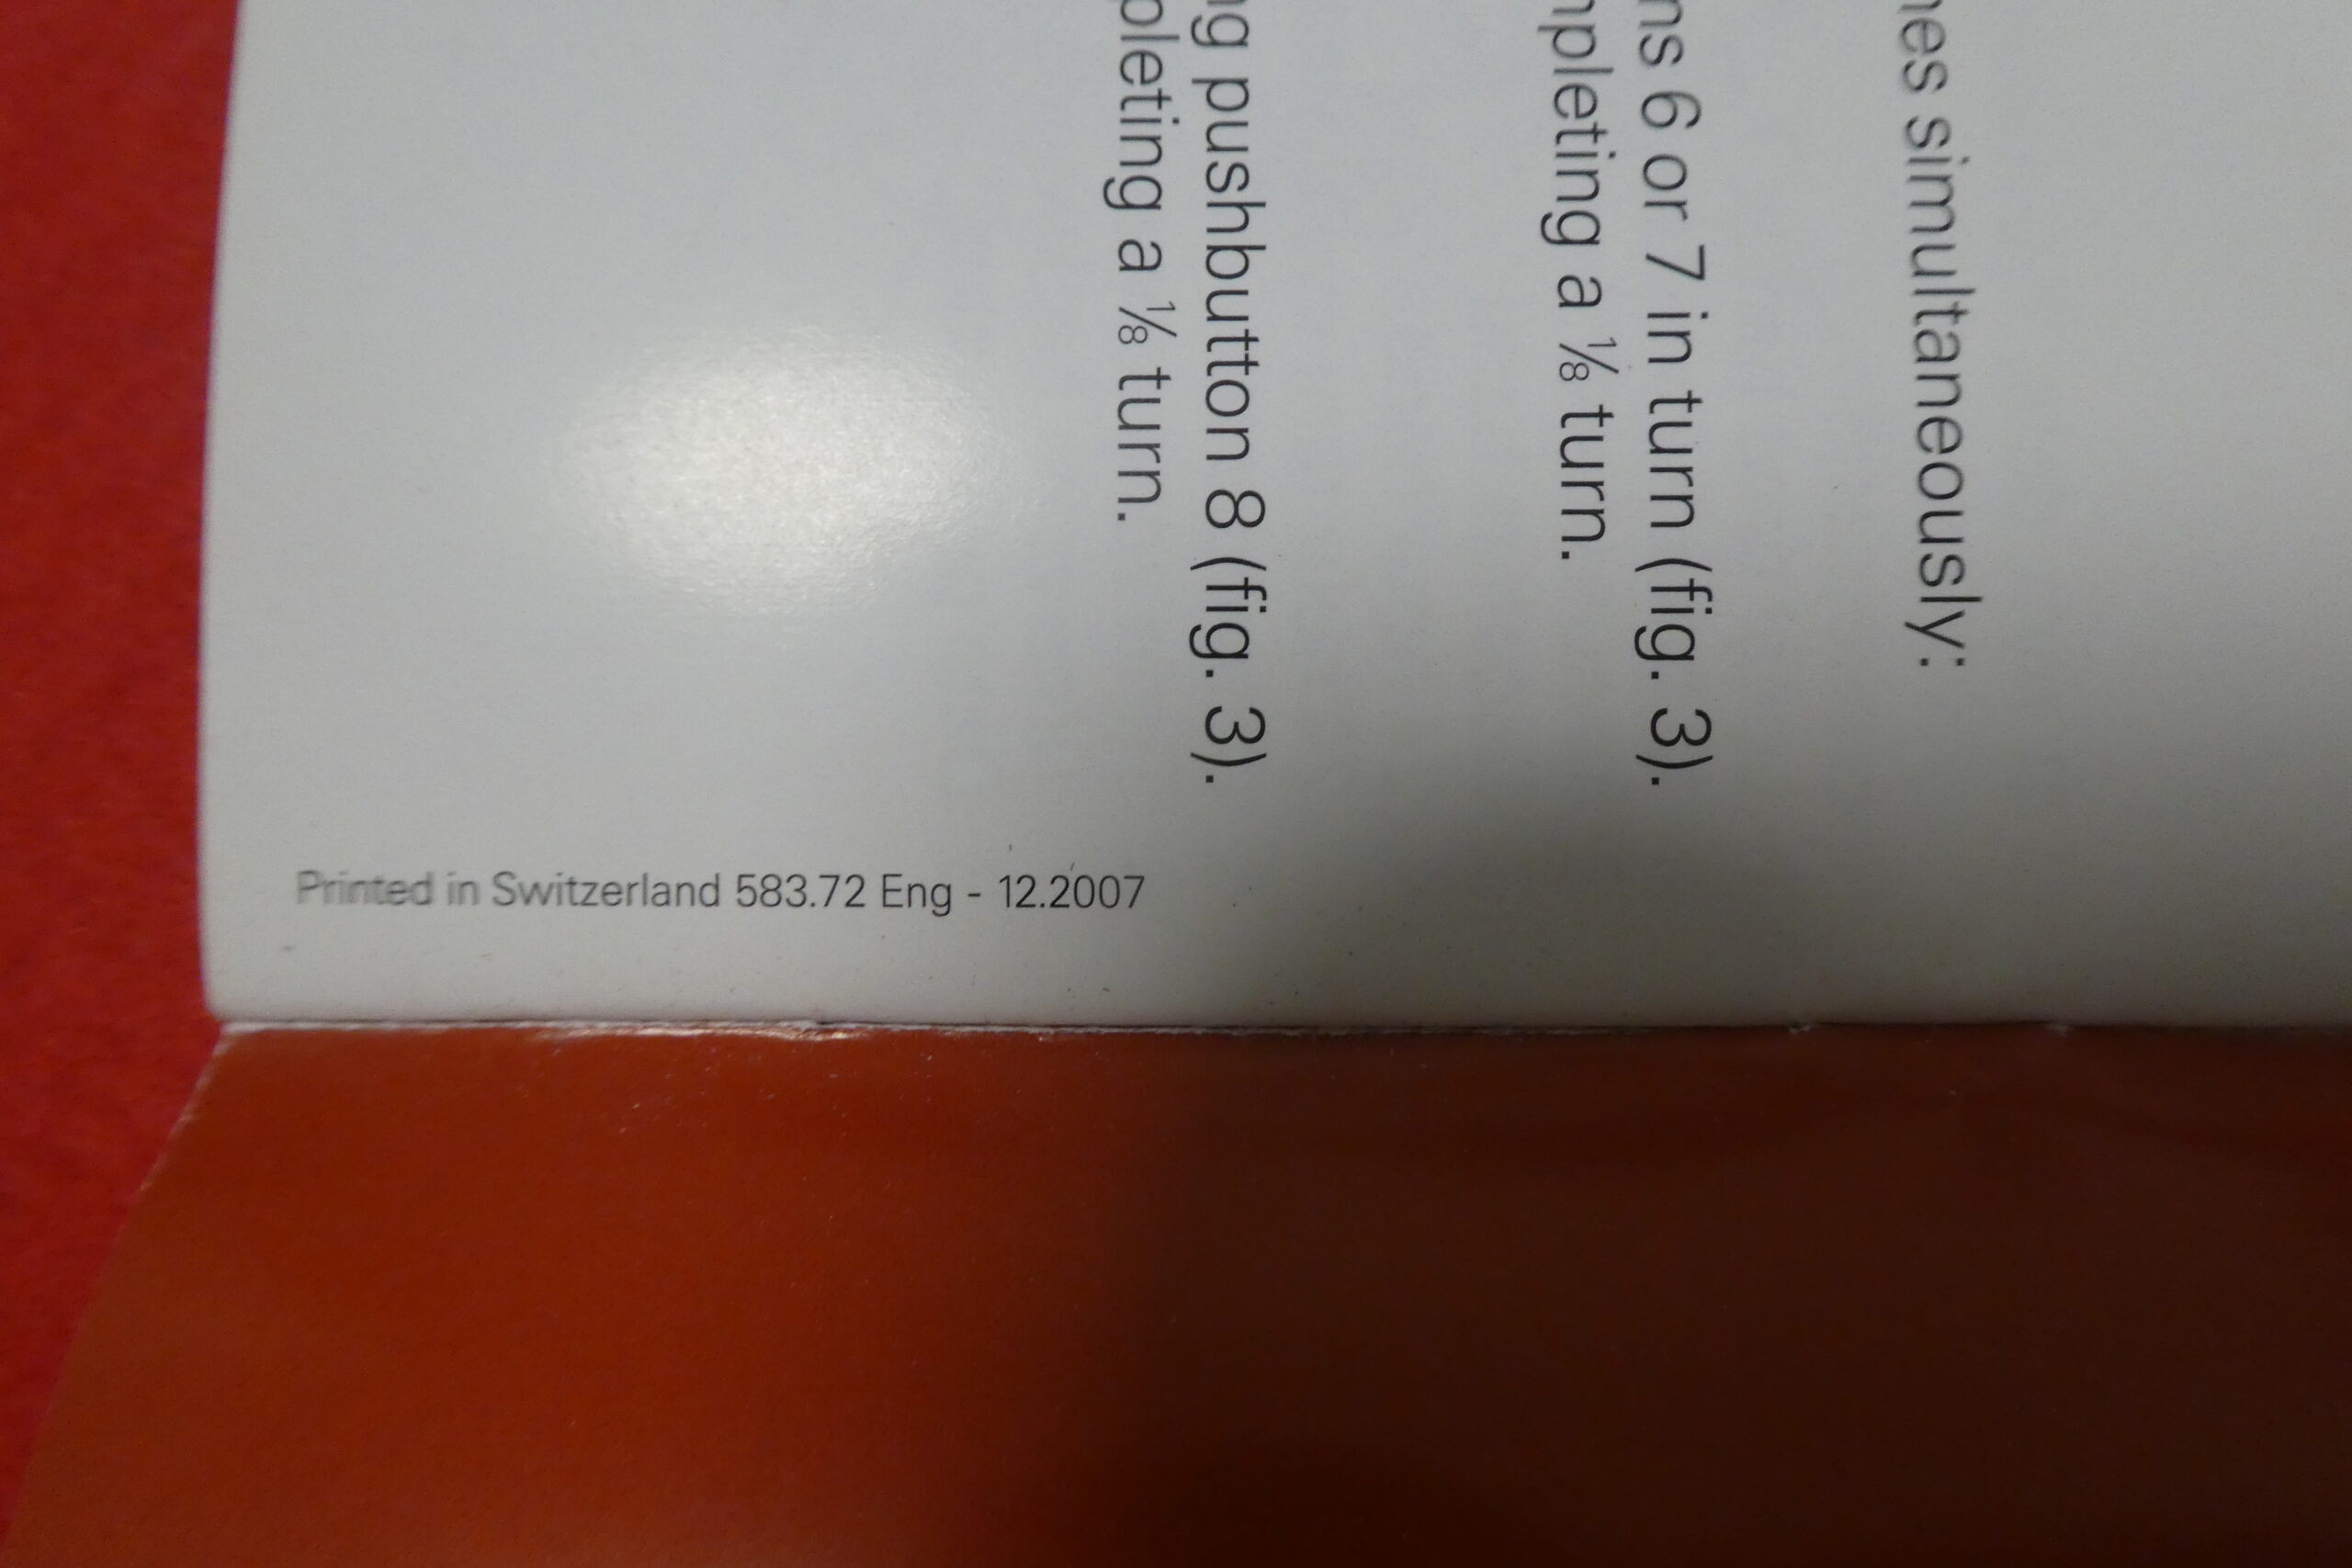 nes simultaneously:
ns 6 or 7 in turn (fig. 3).
mpleting a ⅛ turn.
ng pushbutton 8 (fig. 3).
pleting a ⅛ turn.
Printed in Switzerland 583.72 Eng - 12.2007